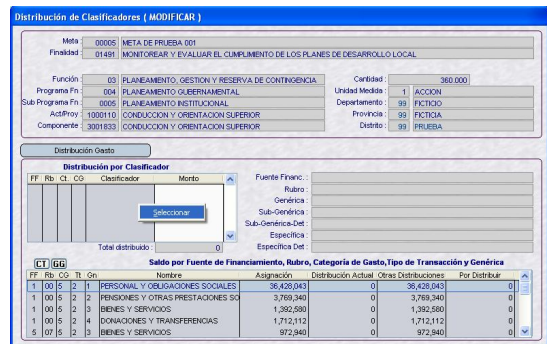 Distribución de Clasificadores ( MODIFICAR )
Meta : 00005 META DE PRUEBA 001
Finalidad : 01491 MONITOREAR Y EVALUAR EL CUMPLIMIENTO DE LOS PLANES DE DESARROLLO LOCAL
Función : 03 PLANEAMIENTO, GESTION Y RESERVA DE CONTINGENCIA Cantidad : 360.000
Programa Fn : 004 PLANEAMIENTO GUBERNAMENTAL Unidad Medida : 1 ACCION
Sub Programa Fn : 0005 PLANEAMIENTO INSTITUCIONAL Departamento : 99 FICTICIO
Act/Proy : 1000110 CONDUCCION Y ORIENTACION SUPERIOR Provincia : 99 FICTICIA
Componente : 3001833 CONDUCCION Y ORIENTACION SUPERIOR Distrito : 99 PRUEBA
Distribución Gasto
Distribución por Clasificador
FF Rb Ct. CG Clasificador Monto
Seleccionar
Total distribuido : 0
Fuente Financ. :
Rubro :
Genérica :
Sub-Genérica :
Sub-Genérica-Det :
Específica :
Específica Det :
CT GG Saldo por Fuente de Financiamiento, Rubro, Categoría de Gasto,Tipo de Transacción y Genérica
FF Rb CG Tt Gn Nombre Asignación Distribución Actual Otras Distribuciones Por Distribuir
1 00 5 2 1 PERSONAL Y OBLIGACIONES SOCIALES 36,428,043 0 36,428,043 0
1 00 5 2 2 PENSIONES Y OTRAS PRESTACIONES SO 3,769,340 0 3,769,340 0
1 00 5 2 3 BIENES Y SERVICIOS 1,392,580 0 1,392,580 0
1 00 5 2 4 DONACIONES Y TRANSFERENCIAS 1,712,112 0 1,712,112 0
5 07 5 2 3 BIENES Y SERVICIOS 972,940 0 972,940 0